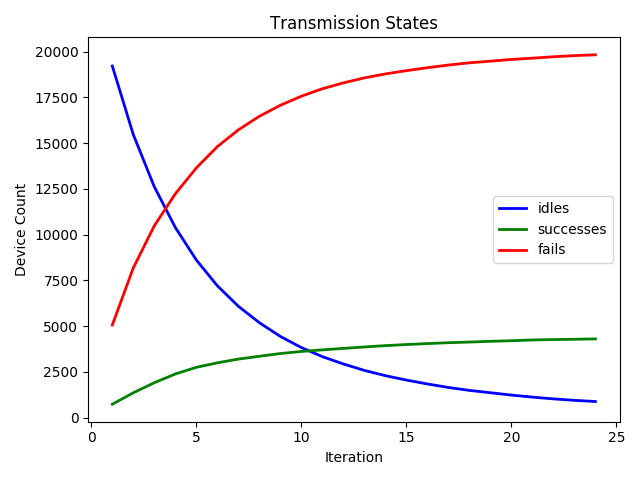 Transmission States
Device Count
20000
17500
15000
12500
10000
7500
5000
2500
0
idles
successes
fails
0 5 10 15 20 25
Iteration